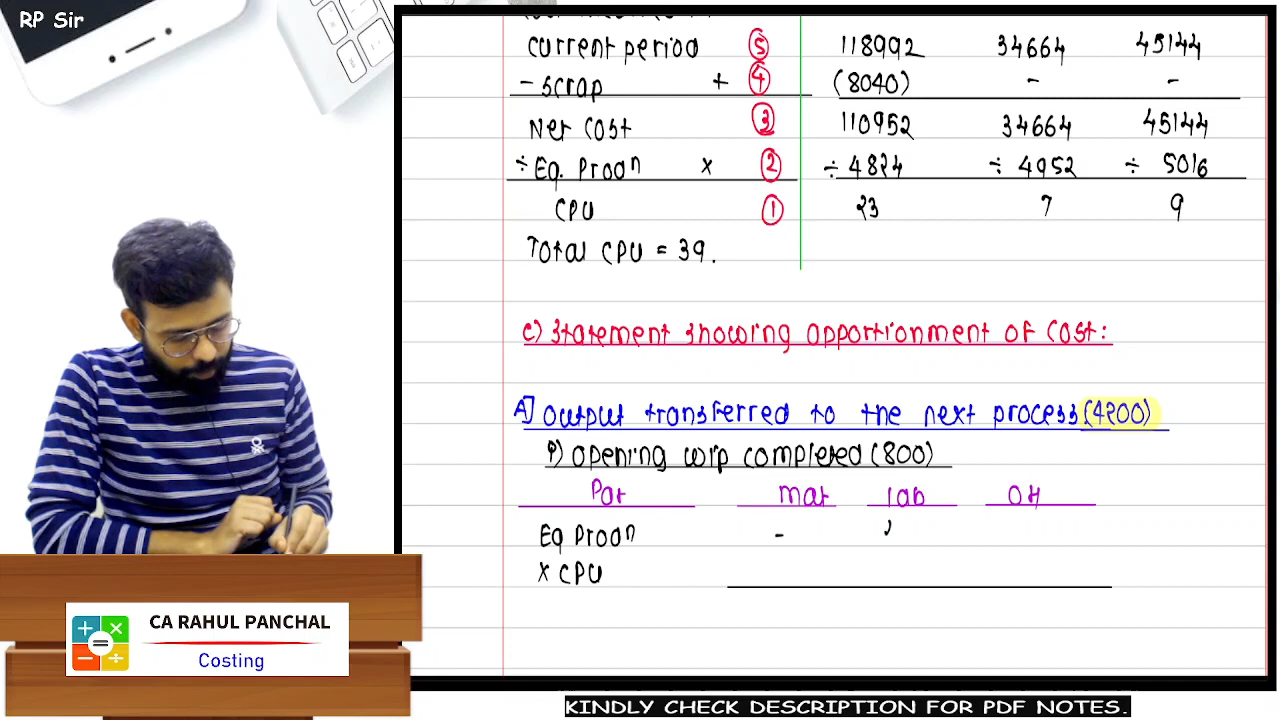 RP Sir
current period ⑤ 118992 34664 45144
- scrap + ④ (8040) - -
Net Cost ③ 110952 34664 45144
÷ Eq. Prodn × ② ÷ 4824 ÷ 4952 ÷ 5016
CPU ① 23 7 9
Total CPU = 39.
C) Statement showing apportionment of Cost:
A] output transferred to the next process (4200)
P) opening wip completed (800)
Par mat lab OH
Eq Prodn -
× CPU
CA RAHUL PANCHAL
Costing
KINDLY CHECK DESCRIPTION FOR PDF NOTES.